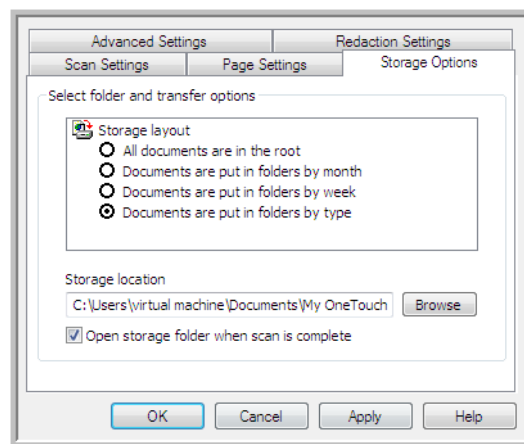 Advanced Settings Redaction Settings
Scan Settings Page Settings Storage Options
Select folder and transfer options
Storage layout
All documents are in the root
Documents are put in folders by month
Documents are put in folders by week
Documents are put in folders by type
Storage location
C:\Users\virtual machine\Documents\My OneTouch Browse
Open storage folder when scan is complete
OK Cancel Apply Help